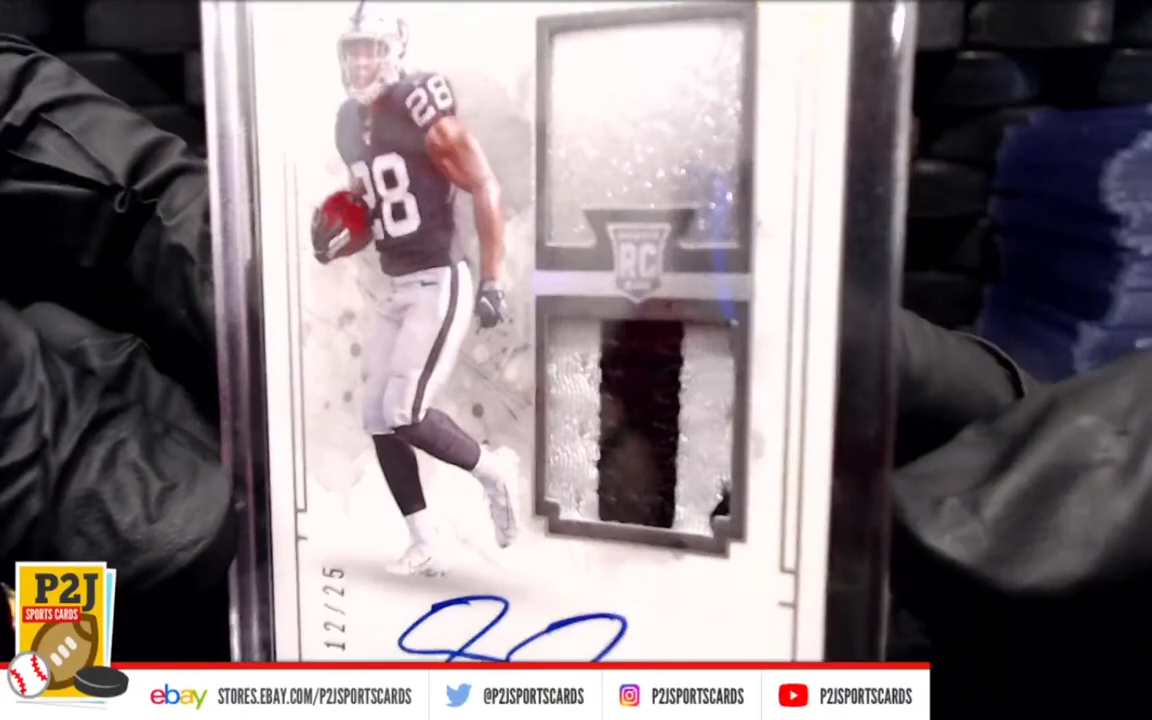 28
28
RC
12/25
P2J
SPORTS CARDS
ebay STORES.EBAY.COM/P2JSPORTSCARDS
@P2JSPORTSCARDS
P2JSPORTSCARDS
P2JSPORTSCARDS